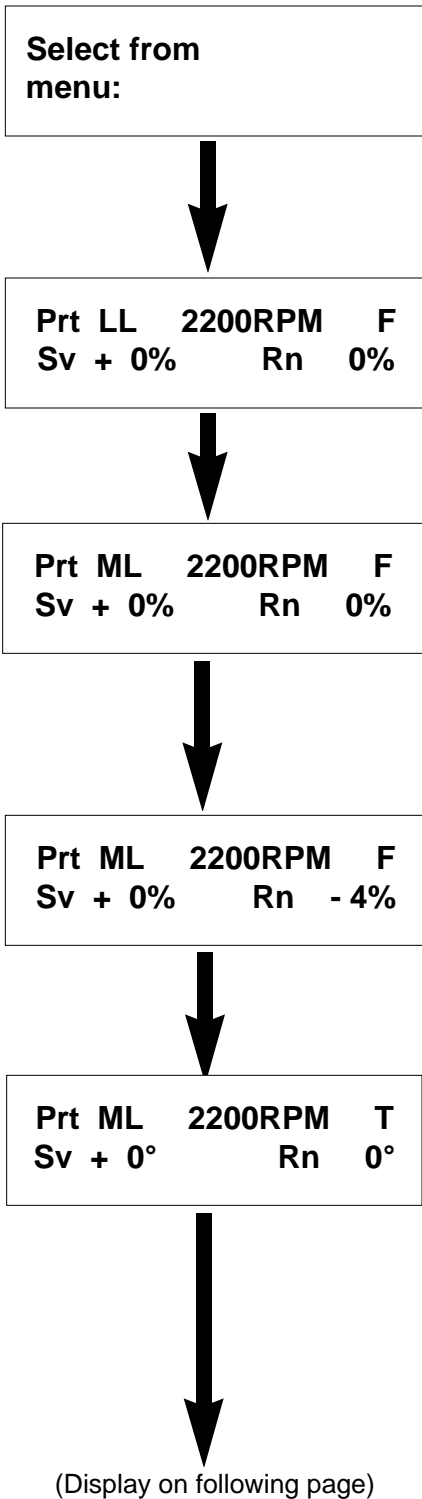 Select from
menu:
Prt LL 2200RPM F
Sv + 0% Rn 0%
Prt ML 2200RPM F
Sv + 0% Rn 0%
Prt ML 2200RPM F
Sv + 0% Rn - 4%
Prt ML 2200RPM T
Sv + 0° Rn 0°
(Display on following page)